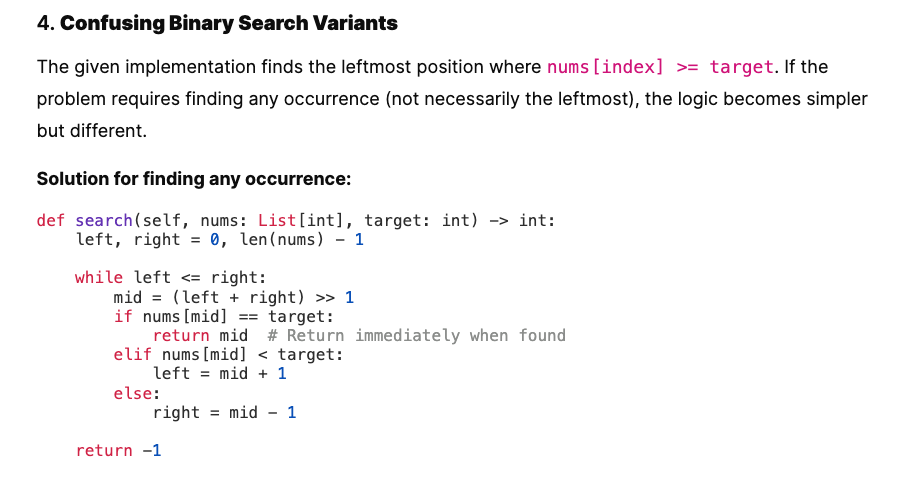 4. Confusing Binary Search Variants
The given implementation finds the leftmost position where nums[index] >= target. If the
problem requires finding any occurrence (not necessarily the leftmost), the logic becomes simpler
but different.
Solution for finding any occurrence:
def search(self, nums: List[int], target: int) -> int:
    left, right = 0, len(nums) - 1
    while left <= right:
        mid = (left + right) >> 1
        if nums[mid] == target:
            return mid  # Return immediately when found
        elif nums[mid] < target:
            left = mid + 1
        else:
            right = mid - 1
    return -1